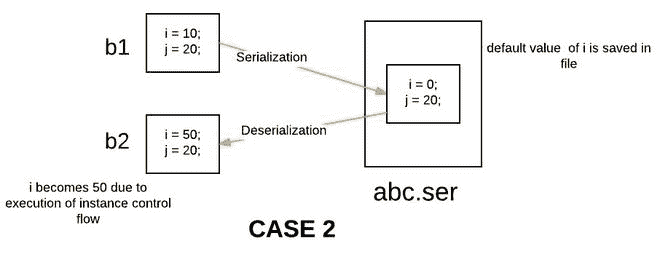 b1
i = 10;
j = 20;
Serialization
default value of i is saved in
file
i = 0;
j = 20;
b2
i = 50;
j = 20;
Deserialization
i becomes 50 due to
execution of instance control
flow
abc.ser
CASE 2